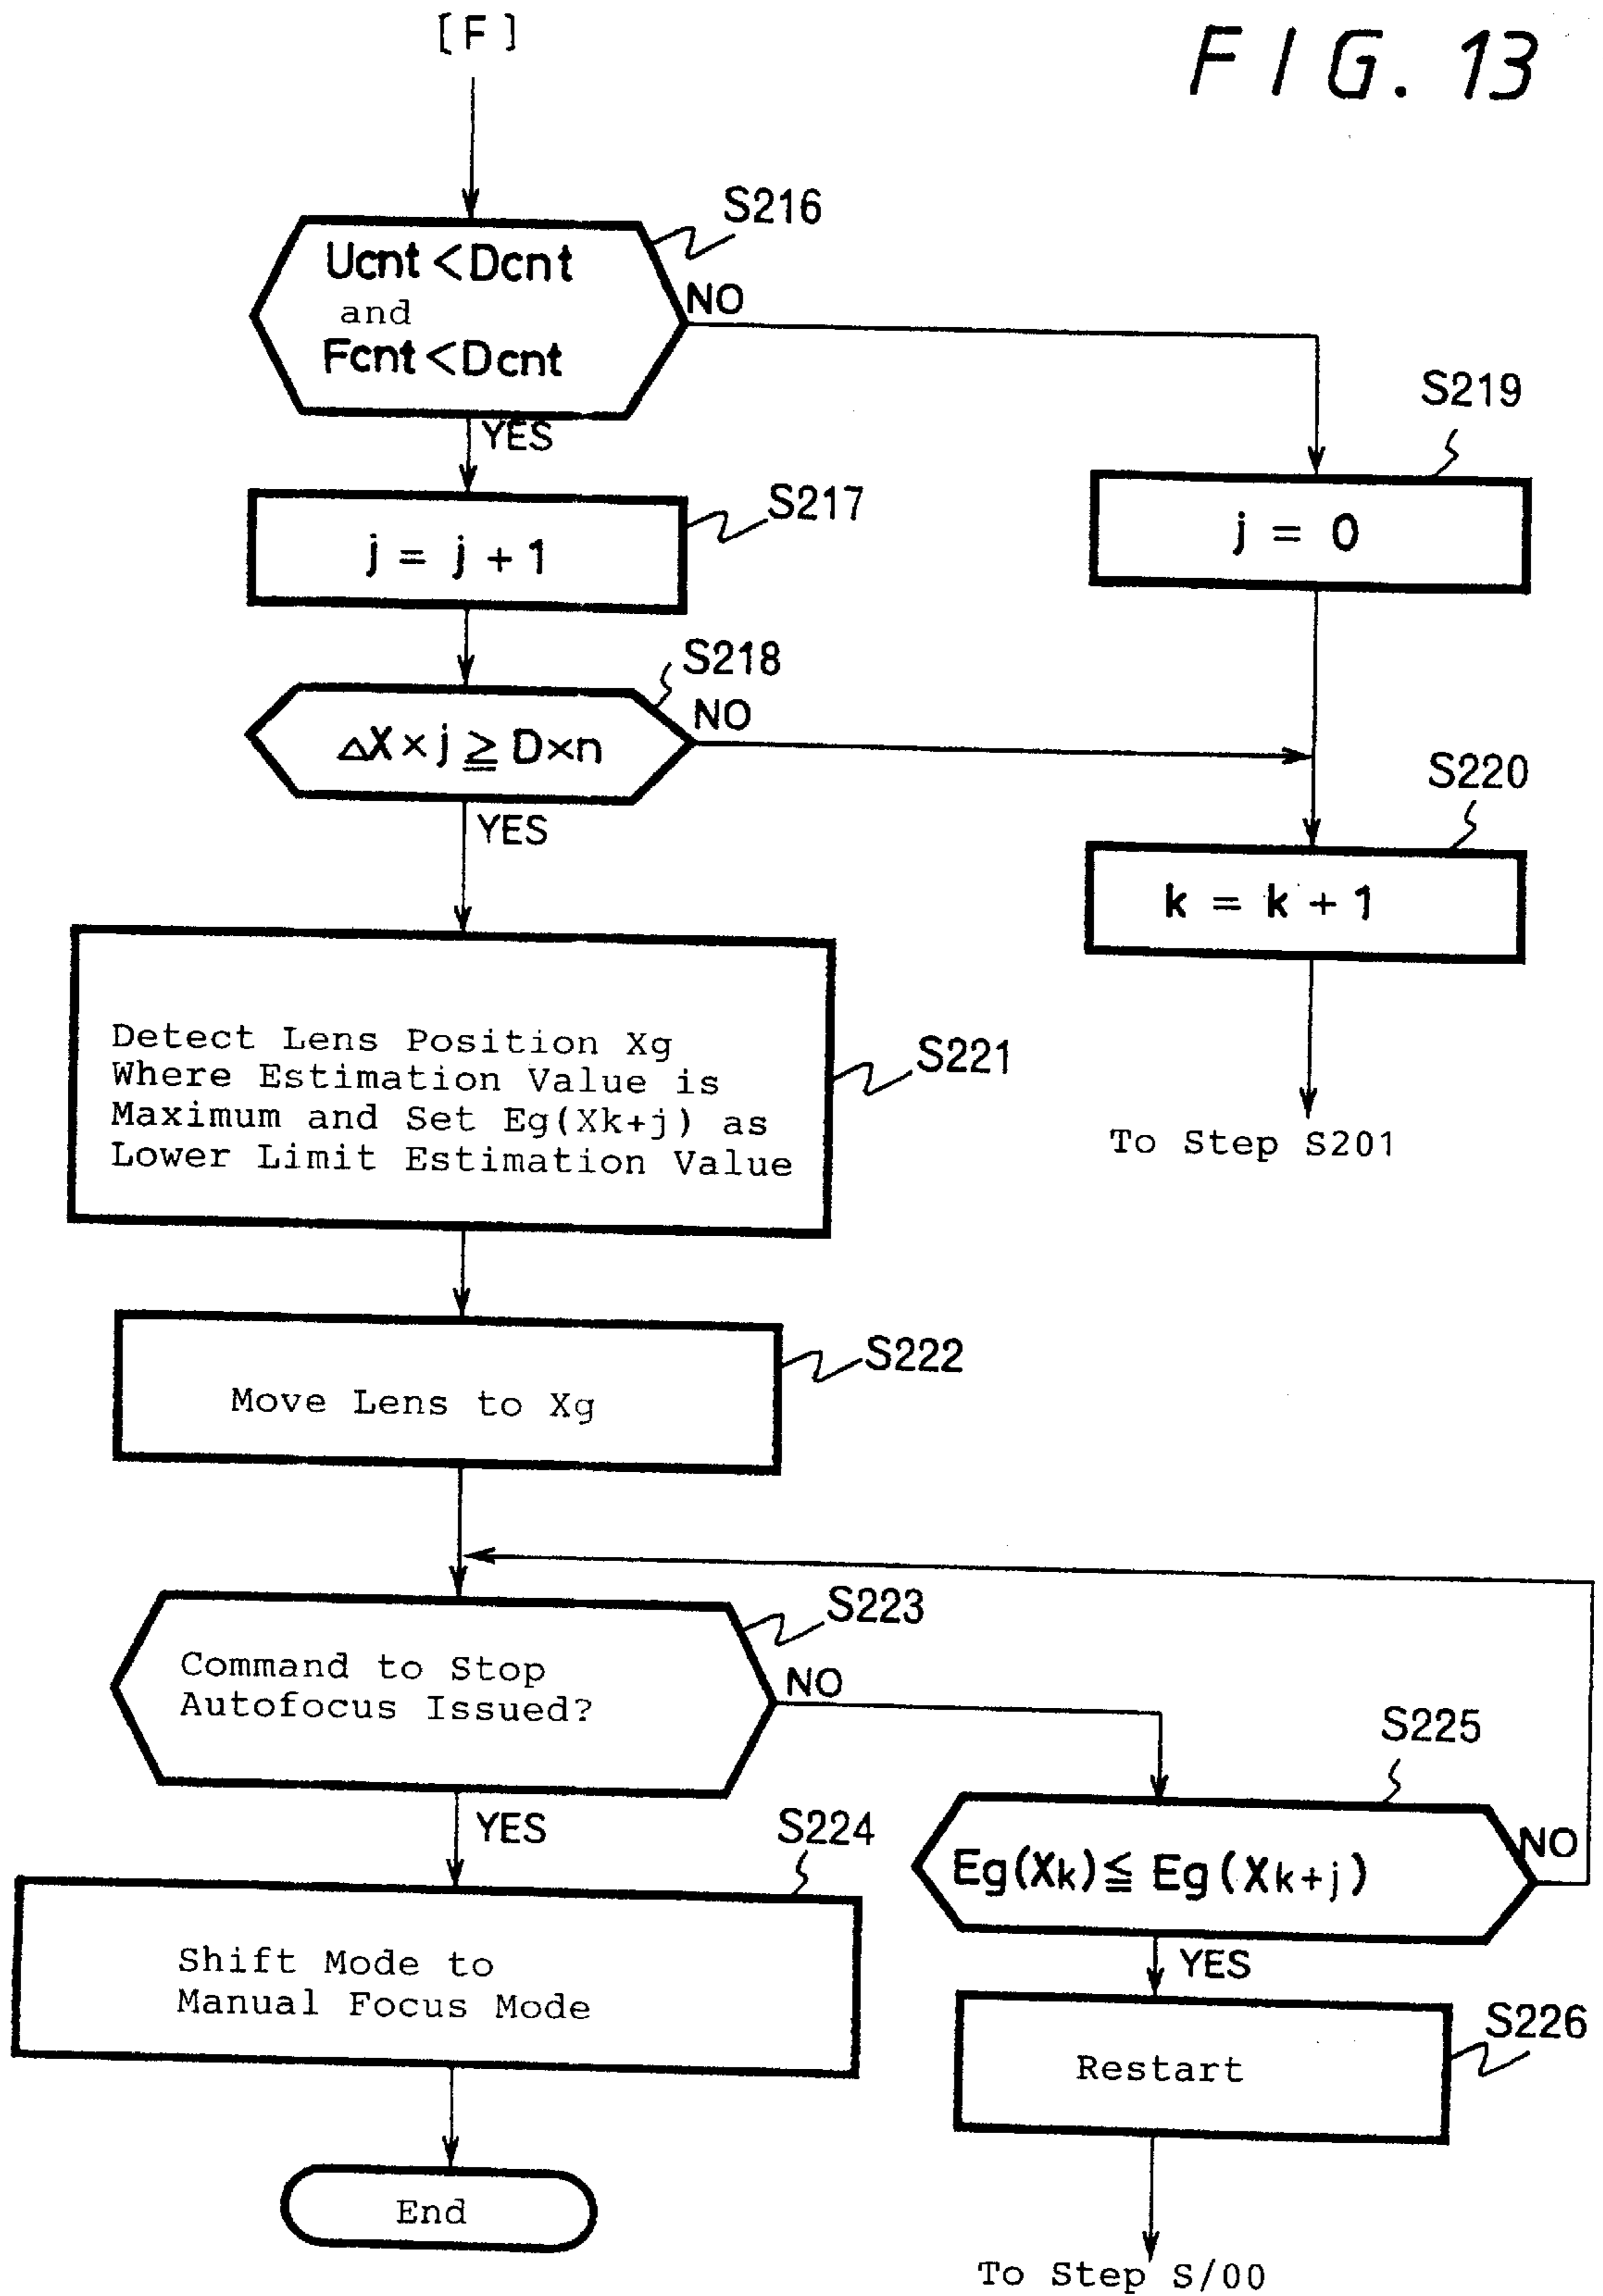 [F]
FIG. 13
S216
Ucnt < Dcnt
and
Fcnt < Dcnt
NO
YES
S219
S217
j = j + 1
j = 0
S218
ΔX × j ≧ D × n
NO
YES
S220
k = k + 1
To Step S201
Detect Lens Position Xg
Where Estimation Value is
Maximum and Set Eg(Xk+j) as
Lower Limit Estimation Value
S221
S222
Move Lens to Xg
S223
Command to Stop
Autofocus Issued?
NO
YES
S225
Eg(Xk) ≦ Eg(Xk+j)
NO
YES
S224
Shift Mode to
Manual Focus Mode
S226
Restart
End
To Step S/00